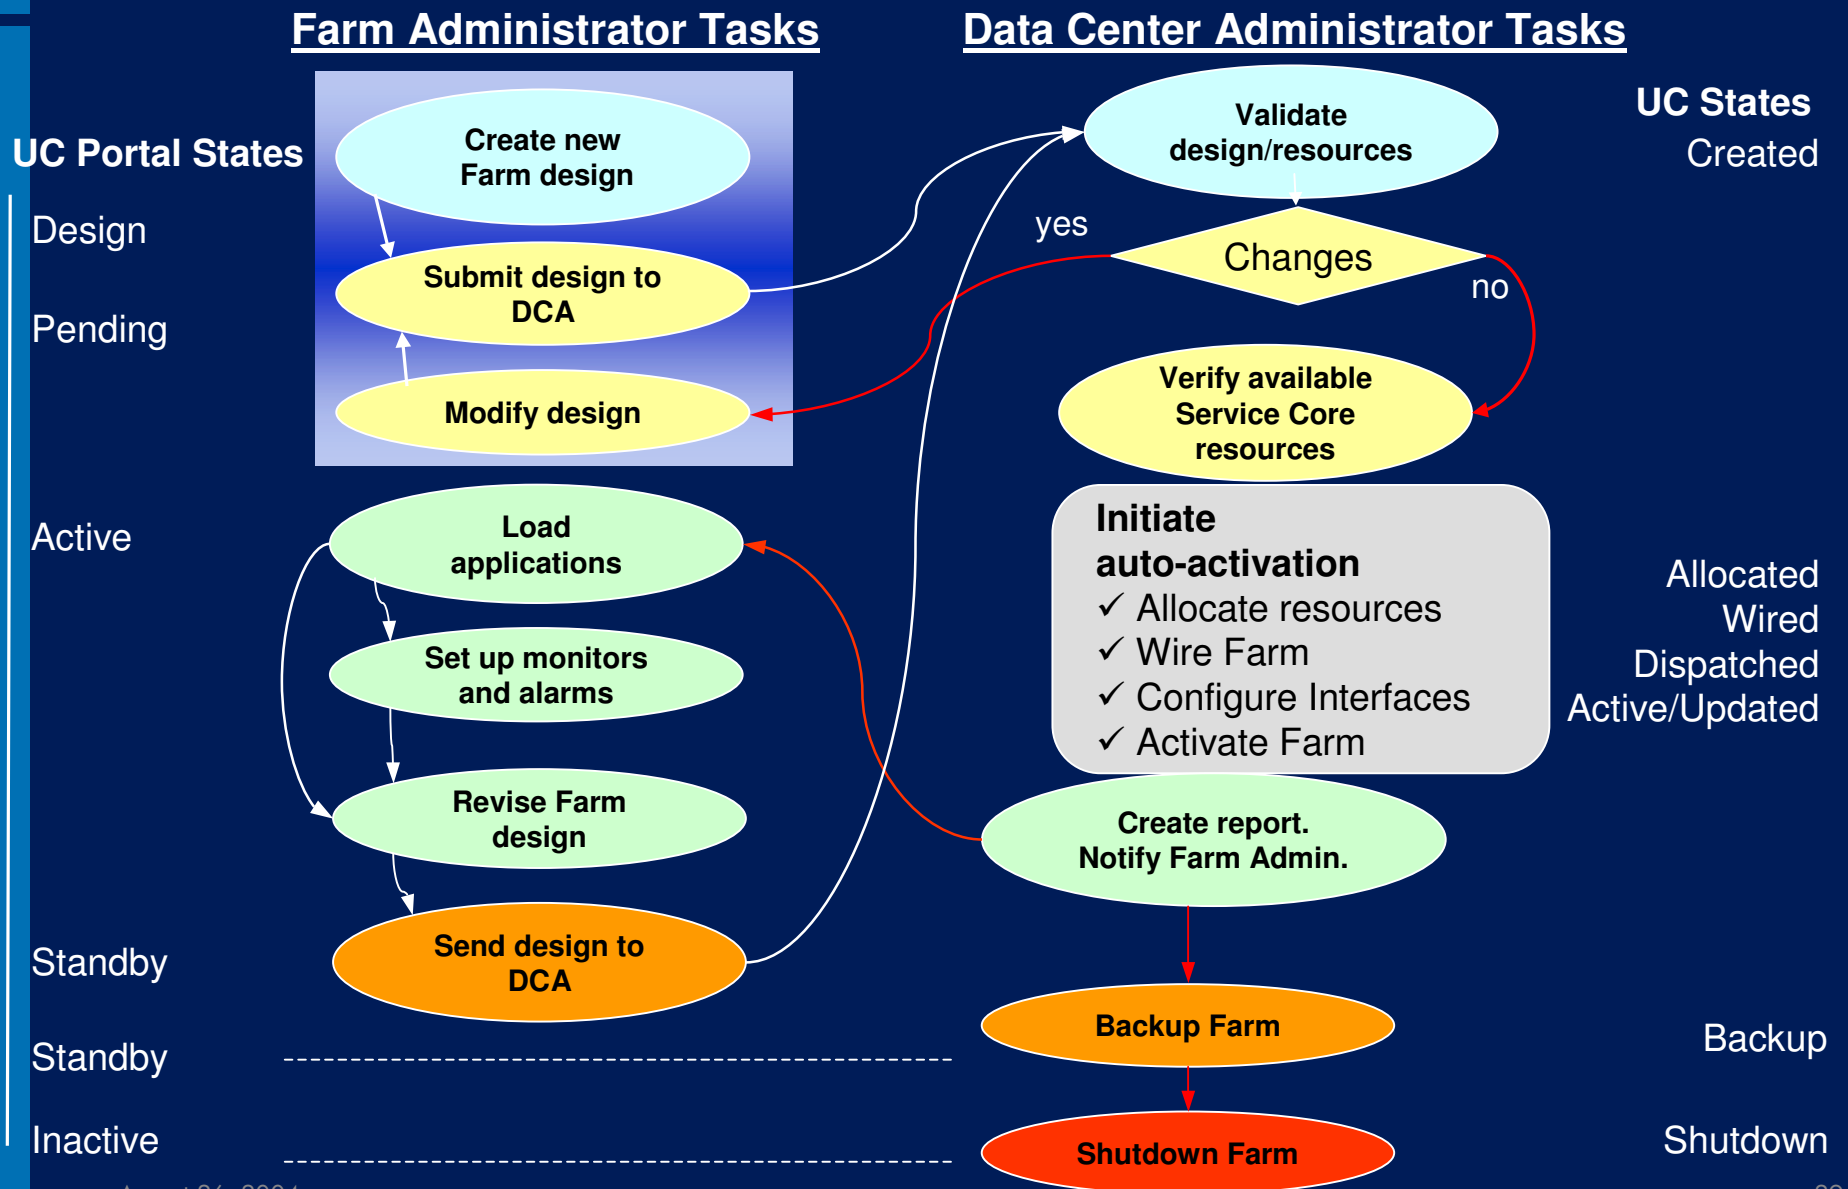 Farm Administrator Tasks
Data Center Administrator Tasks
UC Portal States
Design
Pending
Active
Standby
Standby
Inactive
Create new
Farm design
Submit design to
DCA
Modify design
Load
applications
Set up monitors
and alarms
Revise Farm
design
Send design to
DCA
Validate
design/resources
yes
Changes
no
Verify available
Service Core
resources
Initiate
auto-activation
✓ Allocate resources
✓ Wire Farm
✓ Configure Interfaces
✓ Activate Farm
Create report.
Notify Farm Admin.
Backup Farm
Shutdown Farm
UC States
Created
Allocated
Wired
Dispatched
Active/Updated
Backup
Shutdown